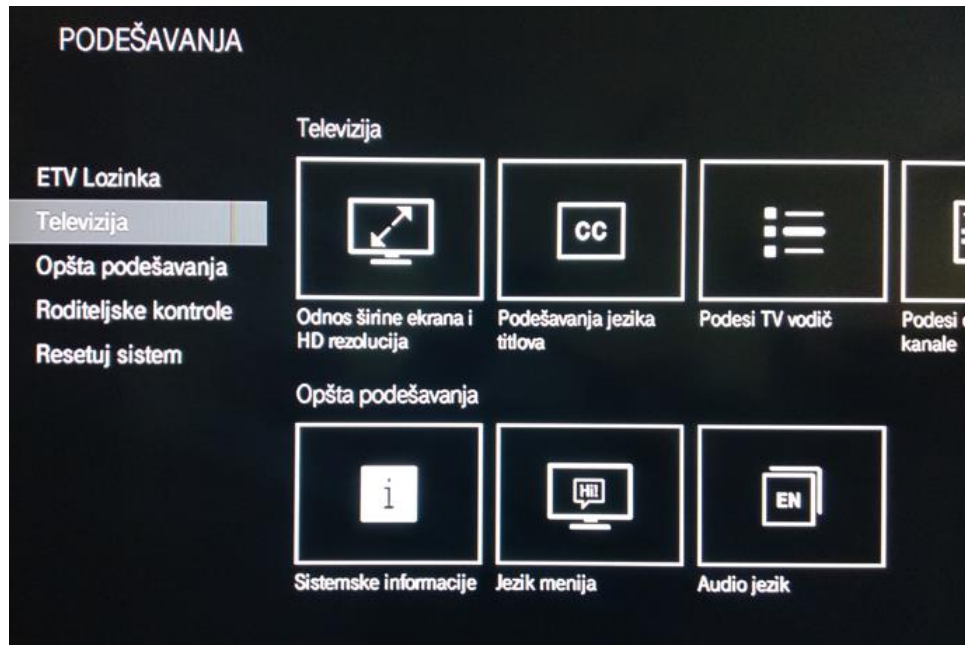 PODEŠAVANJA
ETV Lozinka
Televizija
Opšta podešavanja
Roditeljske kontrole
Resetuj sistem
Televizija
CC
Odnos širine ekrana i
HD rezolucija
Podešavanja jezika
titlova
Podesi TV vodič
Podesi
kanale
Opšta podešavanja
i
Hi!
EN
Sistemske informacije
Jezik menija
Audio jezik